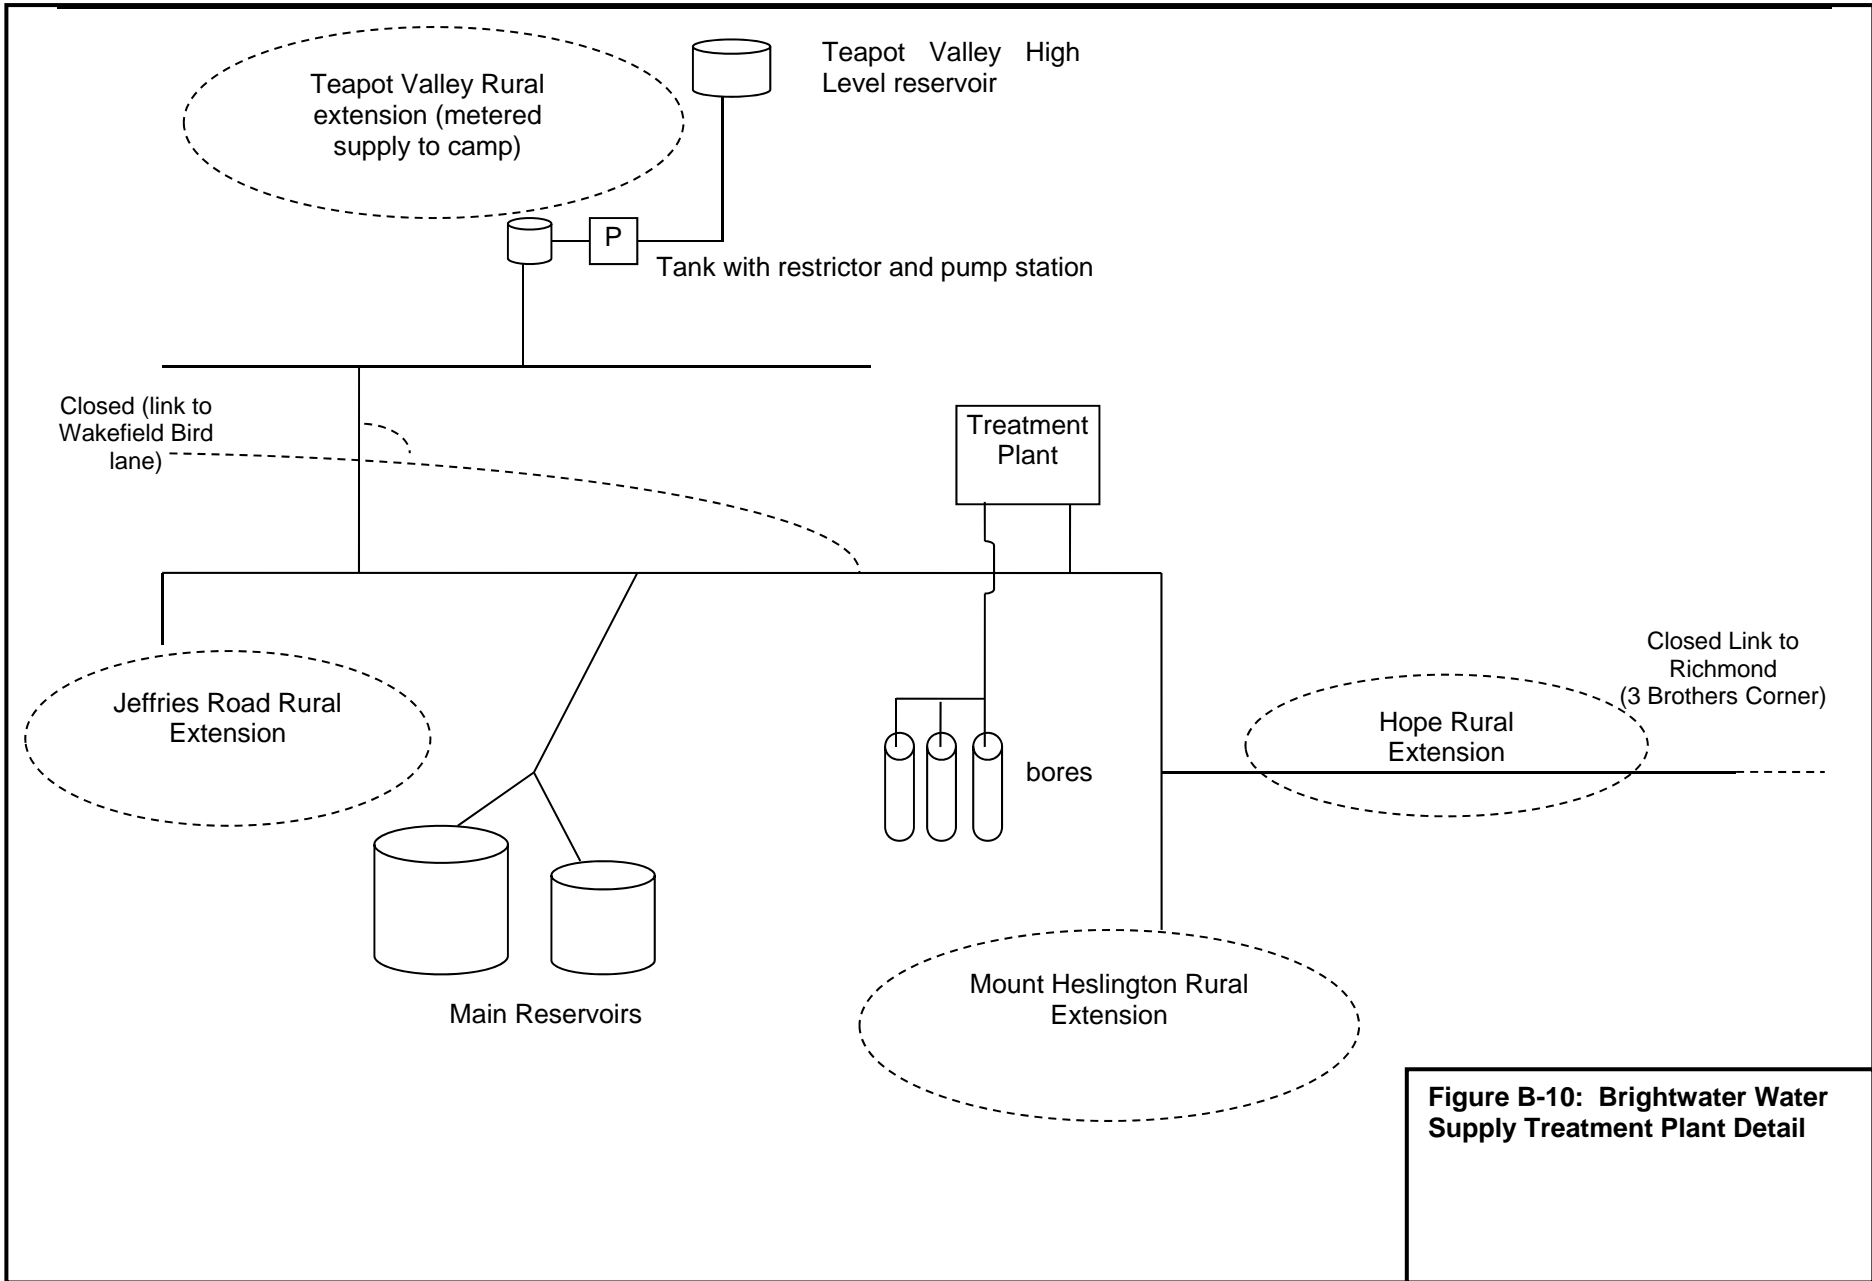 Teapot Valley High
Level reservoir
Teapot Valley Rural
extension (metered
supply to camp)
P
Tank with restrictor and pump station
Closed (link to
Wakefield Bird
lane)
Treatment
Plant
Closed Link to
Richmond
(3 Brothers Corner)
Jeffries Road Rural
Extension
Hope Rural
Extension
bores
Main Reservoirs
Mount Heslington Rural
Extension
Figure B-10: Brightwater Water
Supply Treatment Plant Detail